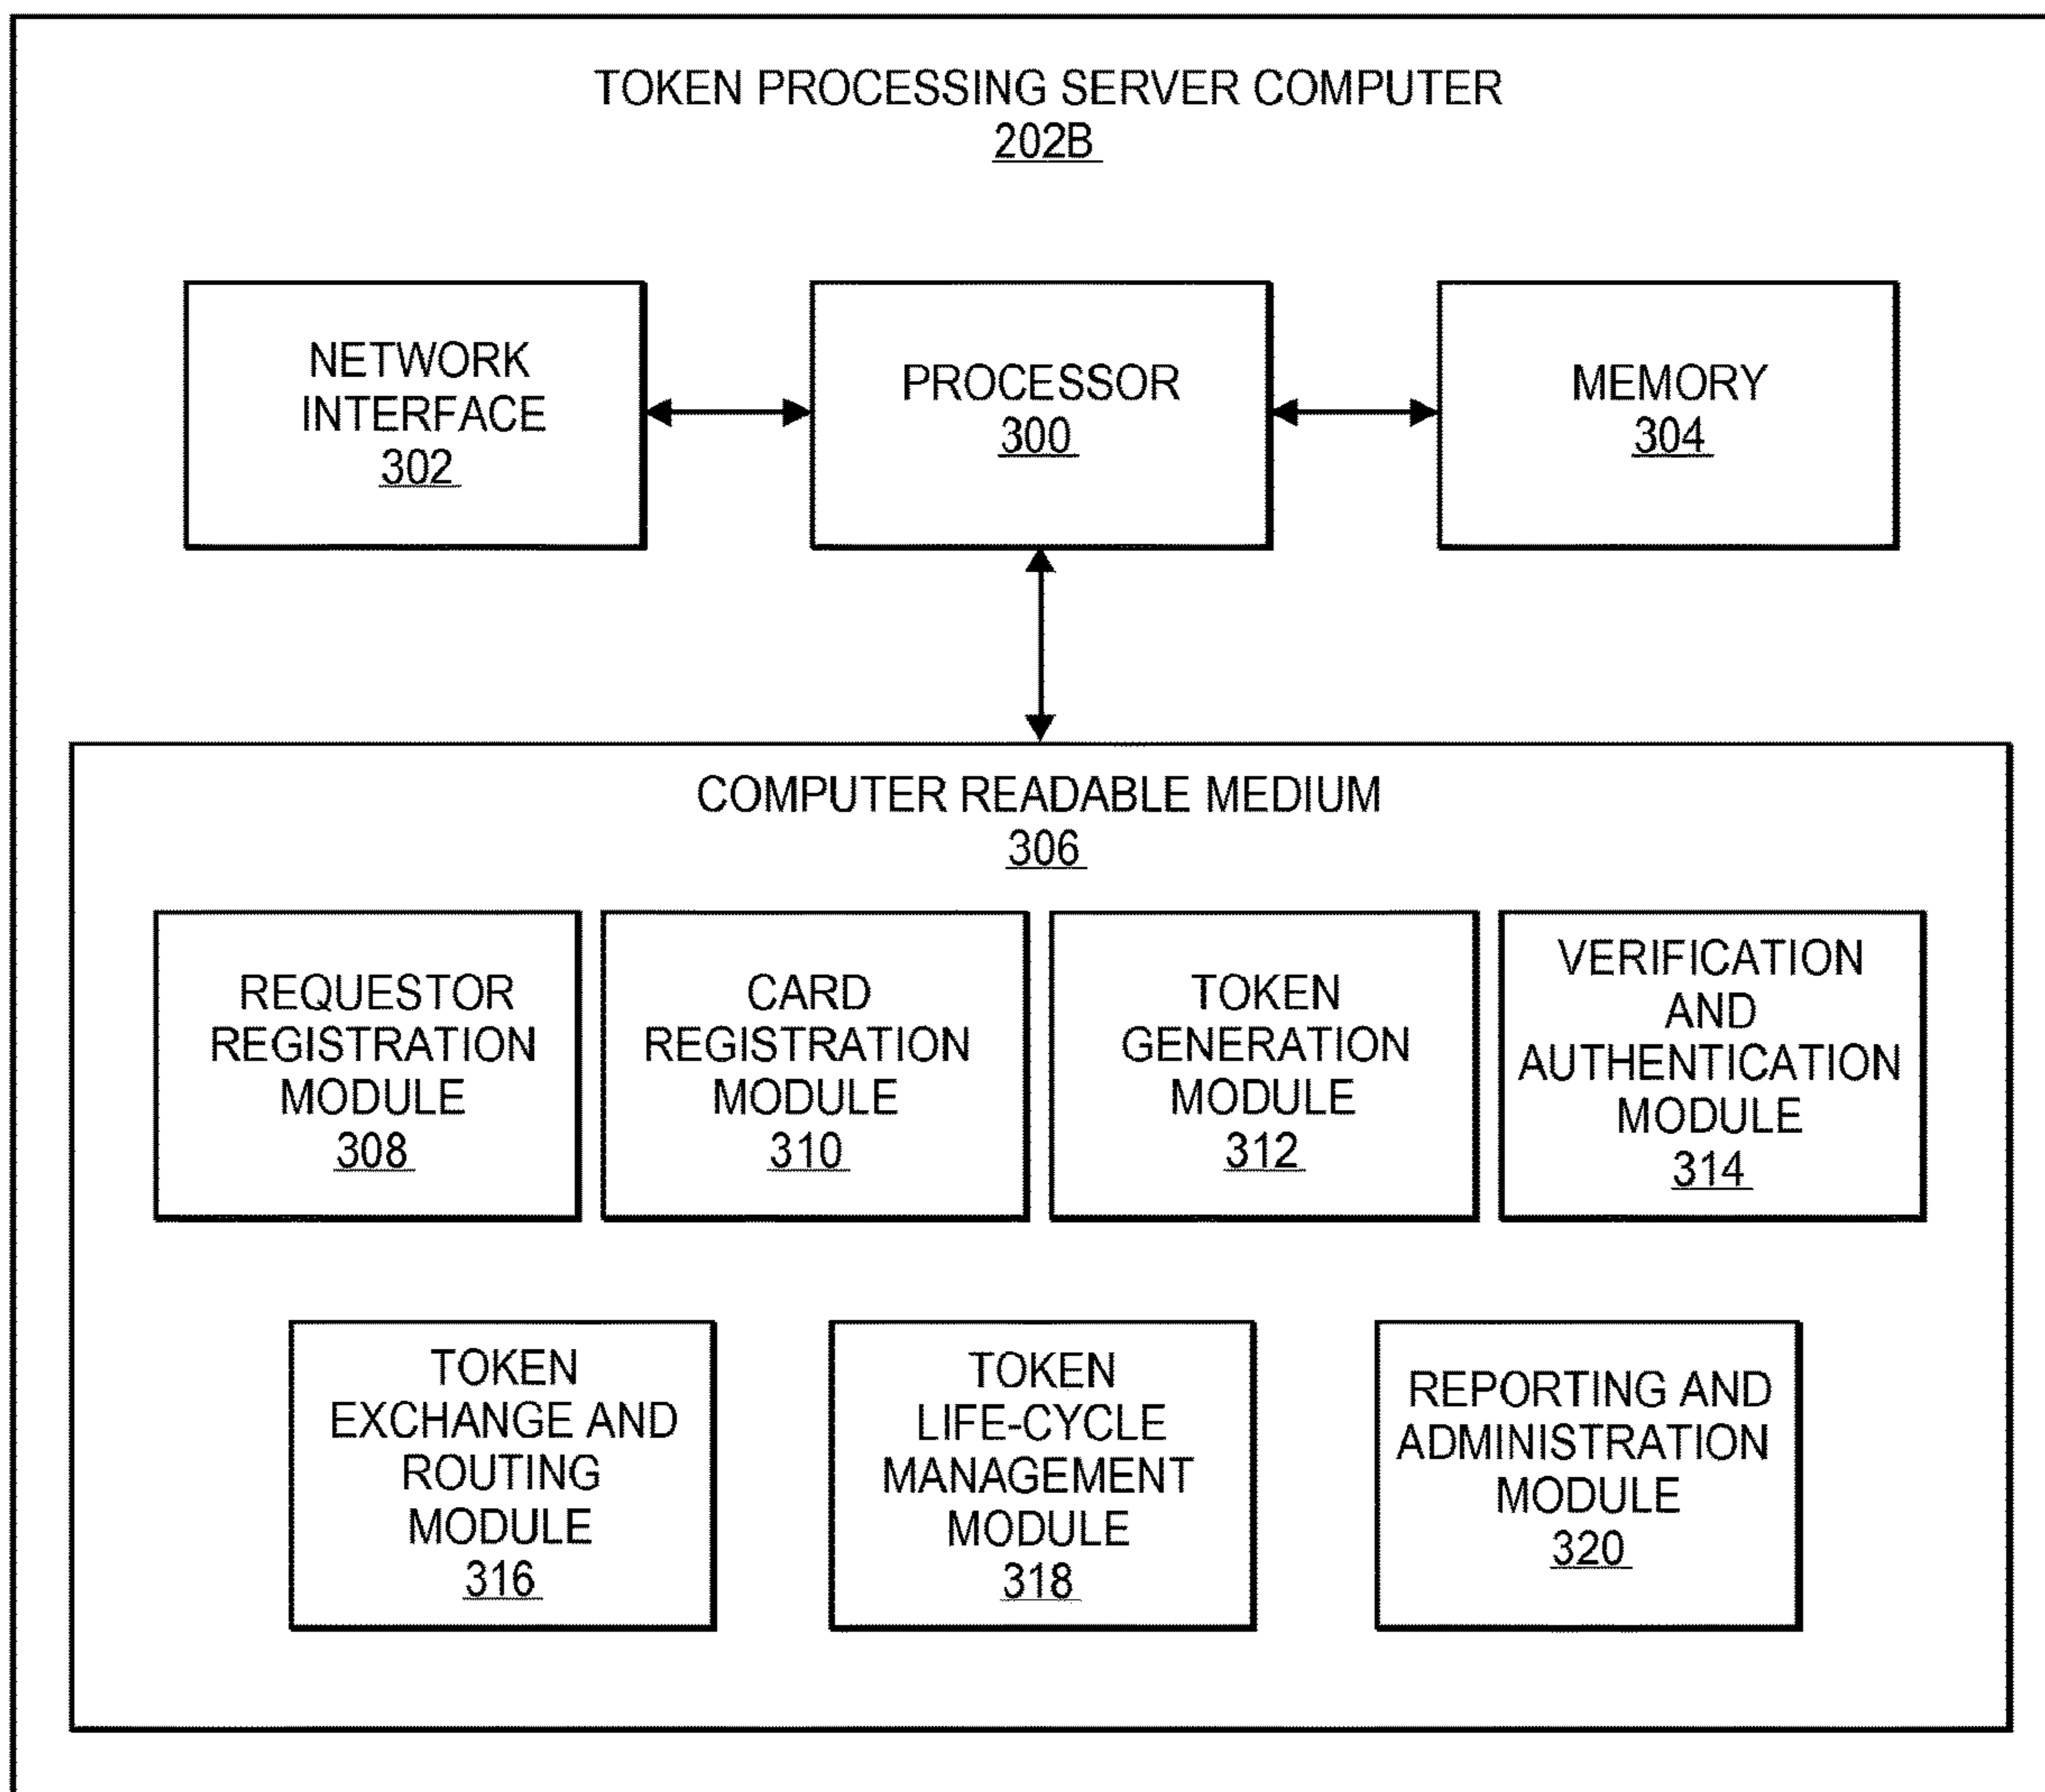 TOKEN PROCESSING SERVER COMPUTER
202B
NETWORK
INTERFACE
302
PROCESSOR
300
MEMORY
304
COMPUTER READABLE MEDIUM
306
REQUESTOR
REGISTRATION
MODULE
308
CARD
REGISTRATION
MODULE
310
TOKEN
GENERATION
MODULE
312
VERIFICATION
AND
AUTHENTICATION
MODULE
314
TOKEN
EXCHANGE AND
ROUTING
MODULE
316
TOKEN
LIFE-CYCLE
MANAGEMENT
MODULE
318
REPORTING AND
ADMINISTRATION
MODULE
320